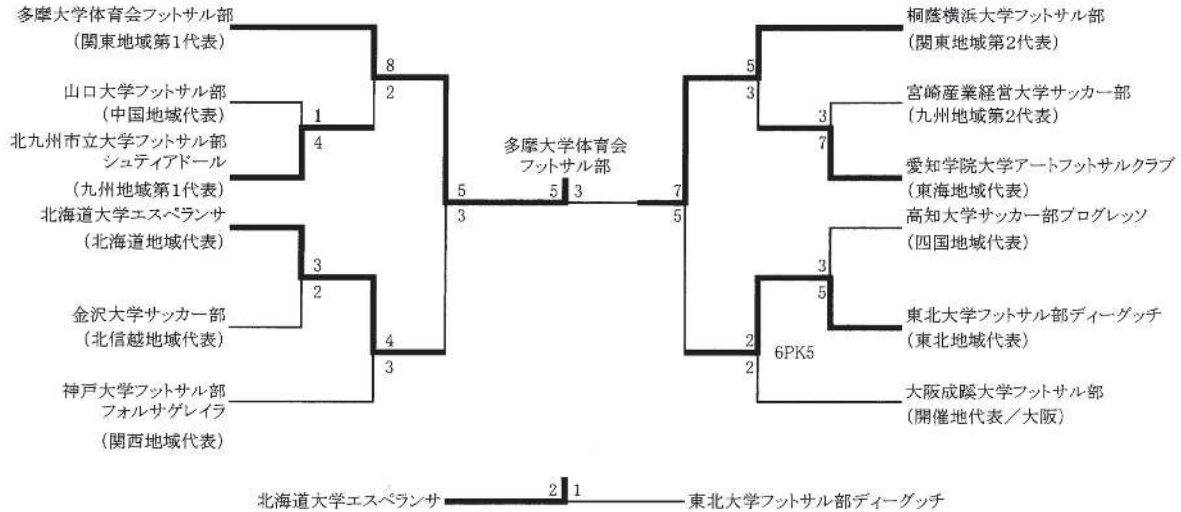 多摩大学体育会フットサル部
(関東地域第1代表)
8
2
山口大学フットサル部
(中国地域代表)
1
4
北九州市立大学フットサル部
シュティアドール
(九州地域第1代表)
5
3
北海道大学エスペランサ
(北海道地域代表)
3
2
金沢大学サッカー部
(北信越地域代表)
4
3
神戸大学フットサル部
フォルサゲレイラ
(関西地域代表)
多摩大学体育会
フットサル部
5 3
桐蔭横浜大学フットサル部
(関東地域第2代表)
5
3
宮崎産業経営大学サッカー部
(九州地域第2代表)
3
7
愛知学院大学アートフットサルクラブ
(東海地域代表)
7
5
高知大学サッカー部プログレッソ
(四国地域代表)
3
5
東北大学フットサル部ディーグッチ
(東北地域代表)
2
2
6PK5
大阪成蹊大学フットサル部
(開催地代表／大阪)
北海道大学エスペランサ 2 1 東北大学フットサル部ディーグッチ